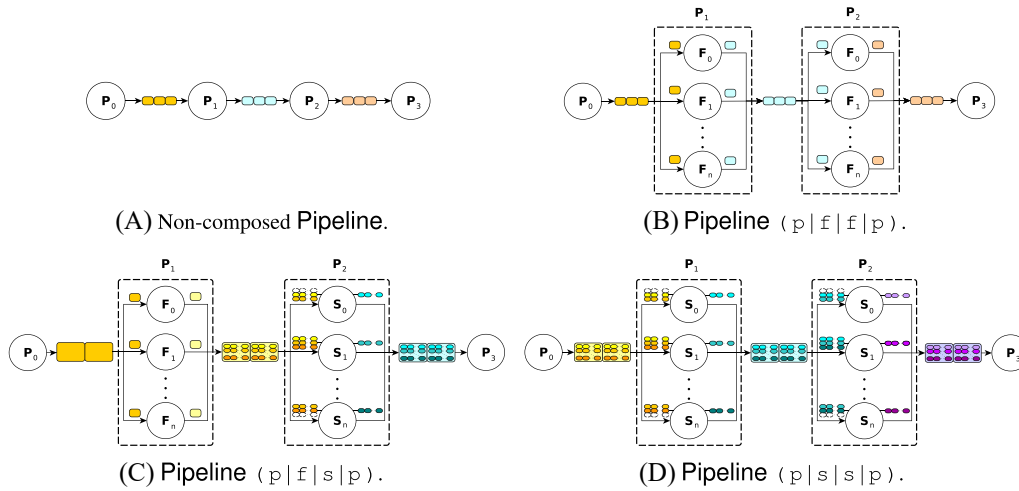 P1 P2
F0 F0
P0 P1 P2 P3
P0 F1 F1 P3
Fn Fn
(A) Non-composed Pipeline.
(B) Pipeline (p|f|f|p).
P1 P2
P1 P2
F0 S0
S0 S0
P0 F1 S1 P3
P0 S1 S1 P3
Fn Sn
Sn Sn
(C) Pipeline (p|f|s|p).
(D) Pipeline (p|s|s|p).